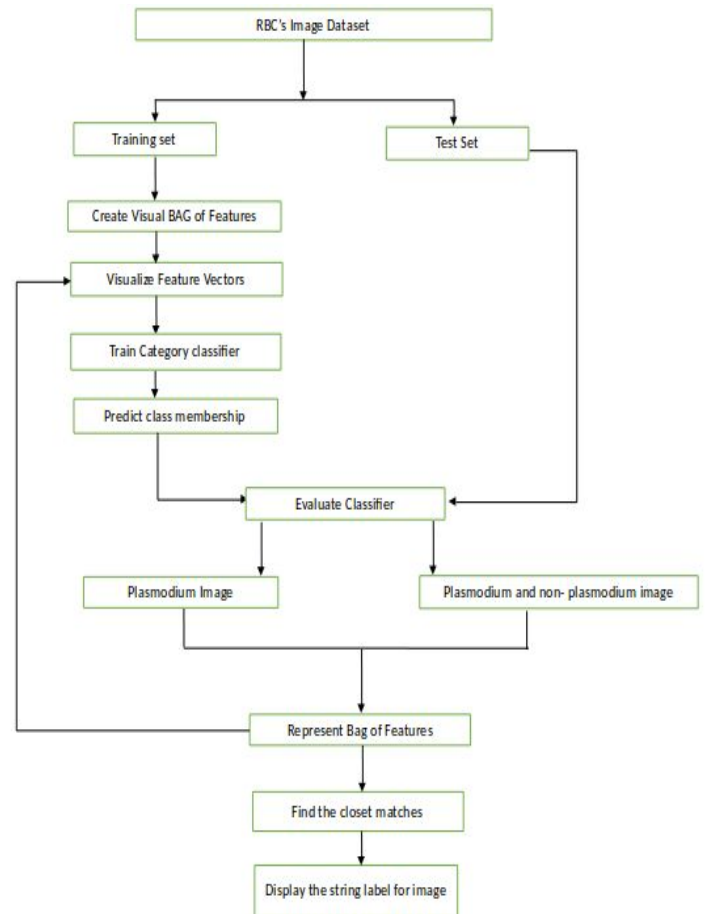 RBC's Image Dataset
Training set
Test Set
Create Visual BAG of Features
Visualize Feature Vectors
Train Category classifier
Predict class membership
Evaluate Classifier
Plasmodium Image
Plasmodium and non- plasmodium image
Represent Bag of Features
Find the closet matches
Display the string label for image